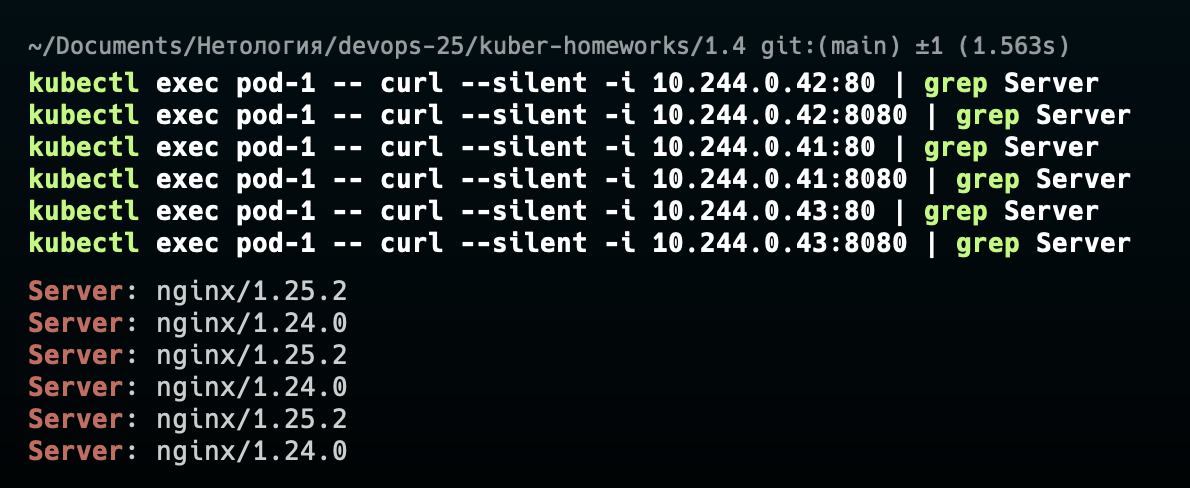 ~/Documents/Нетология/devops-25/kuber-homeworks/1.4 git:(main) ±1 (1.563s)
kubectl exec pod-1 -- curl --silent -i 10.244.0.42:80 | grep Server
kubectl exec pod-1 -- curl --silent -i 10.244.0.42:8080 | grep Server
kubectl exec pod-1 -- curl --silent -i 10.244.0.41:80 | grep Server
kubectl exec pod-1 -- curl --silent -i 10.244.0.41:8080 | grep Server
kubectl exec pod-1 -- curl --silent -i 10.244.0.43:80 | grep Server
kubectl exec pod-1 -- curl --silent -i 10.244.0.43:8080 | grep Server
Server: nginx/1.25.2
Server: nginx/1.24.0
Server: nginx/1.25.2
Server: nginx/1.24.0
Server: nginx/1.25.2
Server: nginx/1.24.0